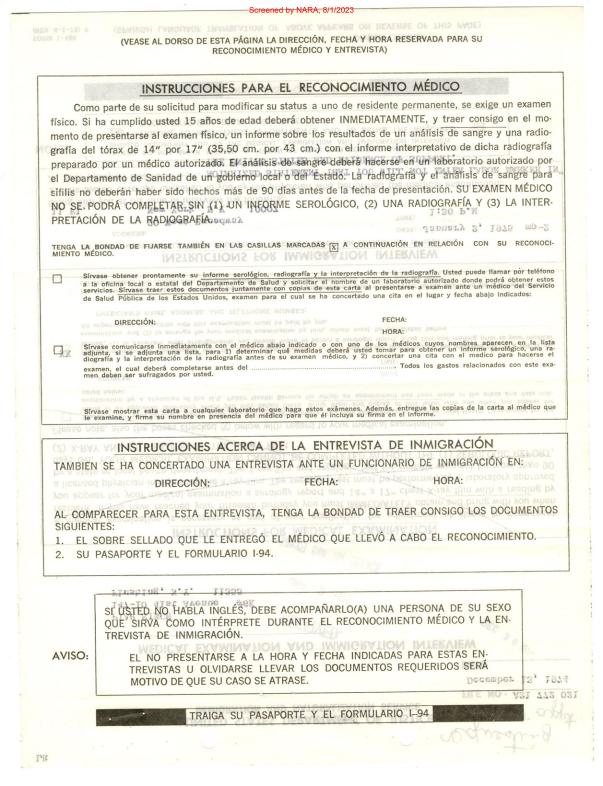 Screened by NARA, 8/1/2023
(VEASE AL DORSO DE ESTA PÁGINA LA DIRECCIÓN, FECHA Y HORA RESERVADA PARA SU
RECONOCIMIENTO MÉDICO Y ENTREVISTA)
INSTRUCCIONES PARA EL RECONOCIMIENTO MÉDICO
Como parte de su solicitud para modificar su status a uno de residente permanente, se exige un examen
físico. Si ha cumplido usted 15 años de edad deberá obtener INMEDIATAMENTE, y traer consigo en el mo-
mento de presentarse al examen físico, un informe sobre los resultados de un análisis de sangre y una radio-
grafía del tórax de 14" por 17" (35,50 cm. por 43 cm.) con el informe interpretativo de dicha radiografía
preparado por un médico autorizado. El análisis de sangre deberá hacerse en un laboratorio autorizado por
el Departamento de Sanidad de un gobierno local o del Estado. La radiografía y el análisis de sangre para
sífilis no deberán haber sido hechos más de 90 días antes de la fecha de presentación. SU EXAMEN MÉDICO
NO SE PODRÁ COMPLETAR SIN (1) UN INFORME SEROLÓGICO, (2) UNA RADIOGRAFÍA Y (3) LA INTER-
PRETACIÓN DE LA RADIOGRAFÍA.
TENGA LA BONDAD DE FIJARSE TAMBIÉN EN LAS CASILLAS MARCADAS X A CONTINUACIÓN EN RELACIÓN CON SU RECONOCI-
MIENTO MÉDICO.
Sírvase obtener prontamente su informe serológico, radiografía y la interpretación de la radiografía. Usted puede llamar por teléfono
a la oficina local o estatal del Departamento de Salud y solicitar el nombre de un laboratorio autorizado donde podrá obtener estos
servicios. Sírvase traer estos documentos juntamente con copias de esta carta al presentarse a examen ante un médico del Servicio
de Salud Pública de los Estados Unidos, examen para el cual se ha concertado una cita en el lugar y fecha abajo indicados:
DIRECCIÓN: FECHA:
HORA:
Sírvase comunicarse inmediatamente con el médico abajo indicado o con uno de los médicos cuyos nombres aparecen en la lista
adjunta, si se adjunta una lista, para 1) determinar qué medidas deberá usted tomar para obtener un informe serológico, una ra-
diografía y la interpretación de la radiografía antes de su examen médico, y 2) concertar una cita con el medico para hacerse el
examen, el cual deberá completarse antes del ........ Todos los gastos relacionados con este exa-
men deben ser sufragados por usted.
Sírvase mostrar esta carta a cualquier laboratorio que haga estos exámenes. Además, entregue las copias de la carta al médico que
le examine, y firme su nombre en presencia del médico para que él incluya su firma en el informe.
INSTRUCCIONES ACERCA DE LA ENTREVISTA DE INMIGRACIÓN
TAMBIEN SE HA CONCERTADO UNA ENTREVISTA ANTE UN FUNCIONARIO DE INMIGRACIÓN EN:
DIRECCIÓN: FECHA: HORA:
AL COMPARECER PARA ESTA ENTREVISTA, TENGA LA BONDAD DE TRAER CONSIGO LOS DOCUMENTOS
SIGUIENTES:
1. EL SOBRE SELLADO QUE LE ENTREGÓ EL MÉDICO QUE LLEVÓ A CABO EL RECONOCIMIENTO.
2. SU PASAPORTE Y EL FORMULARIO I-94.
SI USTED NO HABLA INGLÉS, DEBE ACOMPAÑARLO(A) UNA PERSONA DE SU SEXO
QUE SIRVA COMO INTÉRPRETE DURANTE EL RECONOCIMIENTO MÉDICO Y LA EN-
TREVISTA DE INMIGRACIÓN.
AVISO: EL NO PRESENTARSE A LA HORA Y FECHA INDICADAS PARA ESTAS EN-
TREVISTAS U OLVIDARSE LLEVAR LOS DOCUMENTOS REQUERIDOS SERÁ
MOTIVO DE QUE SU CASO SE ATRASE.
TRAIGA SU PASAPORTE Y EL FORMULARIO I-94